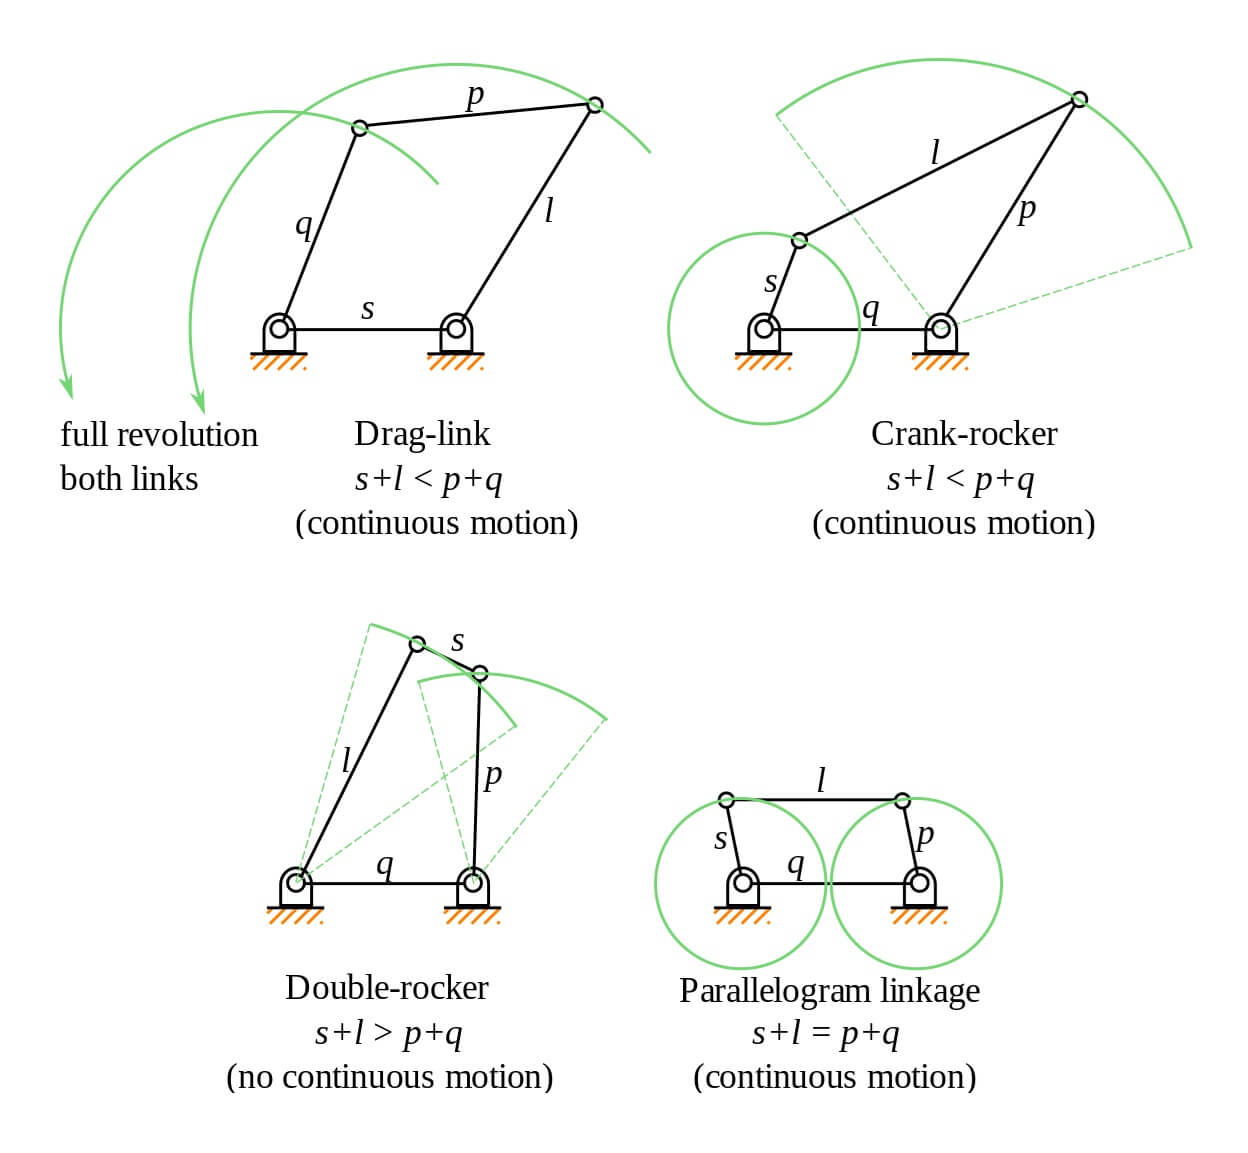 p
q
l
s
full revolution
both links
Drag-link
s+l < p+q
(continuous motion)
l
p
s
q
Crank-rocker
s+l < p+q
(continuous motion)
s
l
p
q
Double-rocker
s+l > p+q
(no continuous motion)
l
s
p
q
Parallelogram linkage
s+l = p+q
(continuous motion)